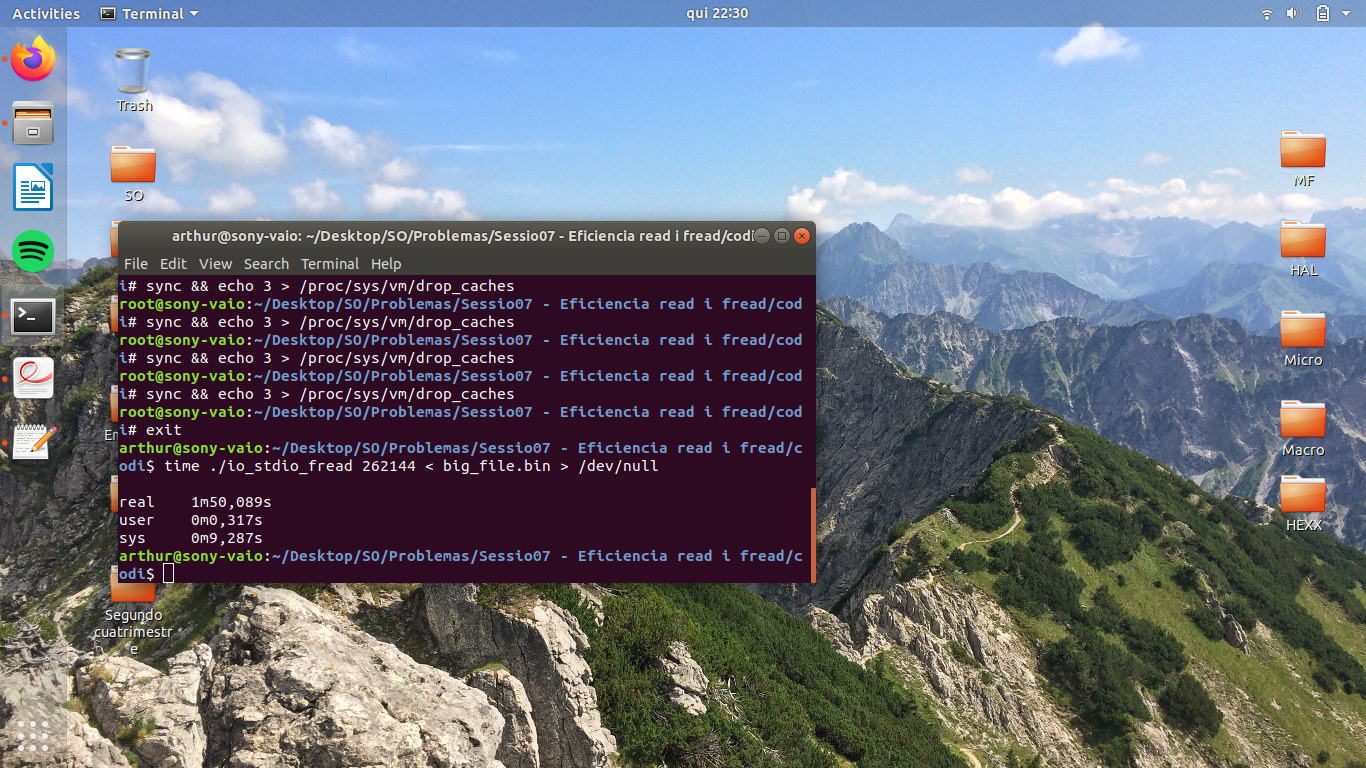 Activities
Terminal
qui 22:30
Trash
SO
MF
HAL
Micro
Macro
HEXX
arthur@sony-vaio: ~/Desktop/SO/Problemas/Sessio07 - Eficiencia read i fread/codi
File Edit View Search Terminal Help
i# sync && echo 3 > /proc/sys/vm/drop_caches
root@sony-vaio:~/Desktop/SO/Problemas/Sessio07 - Eficiencia read i fread/cod
i# sync && echo 3 > /proc/sys/vm/drop_caches
root@sony-vaio:~/Desktop/SO/Problemas/Sessio07 - Eficiencia read i fread/cod
i# sync && echo 3 > /proc/sys/vm/drop_caches
root@sony-vaio:~/Desktop/SO/Problemas/Sessio07 - Eficiencia read i fread/cod
i# sync && echo 3 > /proc/sys/vm/drop_caches
root@sony-vaio:~/Desktop/SO/Problemas/Sessio07 - Eficiencia read i fread/cod
i# exit
arthur@sony-vaio:~/Desktop/SO/Problemas/Sessio07 - Eficiencia read i fread/c
odi$ time ./io_stdio_fread 262144 < big_file.bin > /dev/null
real 1m50,089s
user 0m0,317s
sys 0m9,287s
arthur@sony-vaio:~/Desktop/SO/Problemas/Sessio07 - Eficiencia read i fread/c
odi$
Segundo
cuatrimestr
e